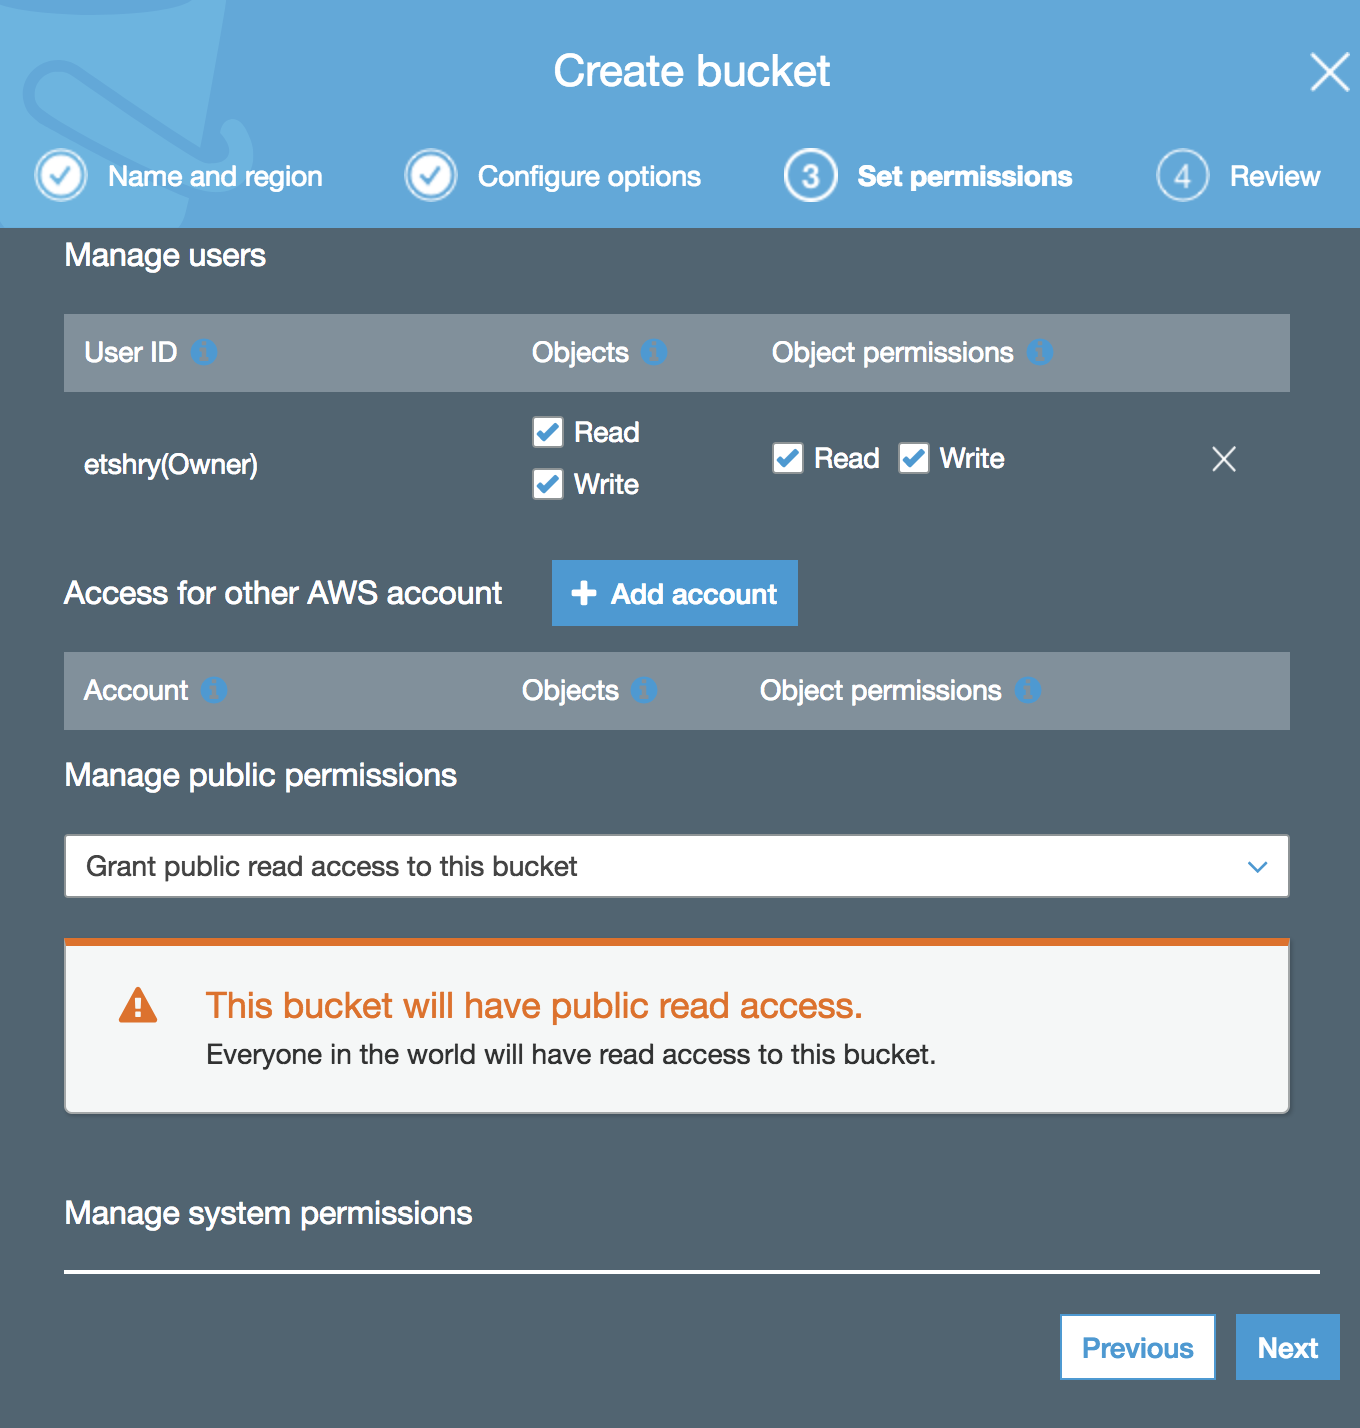 Create bucket
Name and region
Configure options
3 Set permissions
4 Review
Manage users
User ID Objects Object permissions
Read
etshry(Owner) Read Write
Write
Access for other AWS account + Add account
Account Objects Object permissions
Manage public permissions
Grant public read access to this bucket
This bucket will have public read access.
Everyone in the world will have read access to this bucket.
Manage system permissions
Previous Next